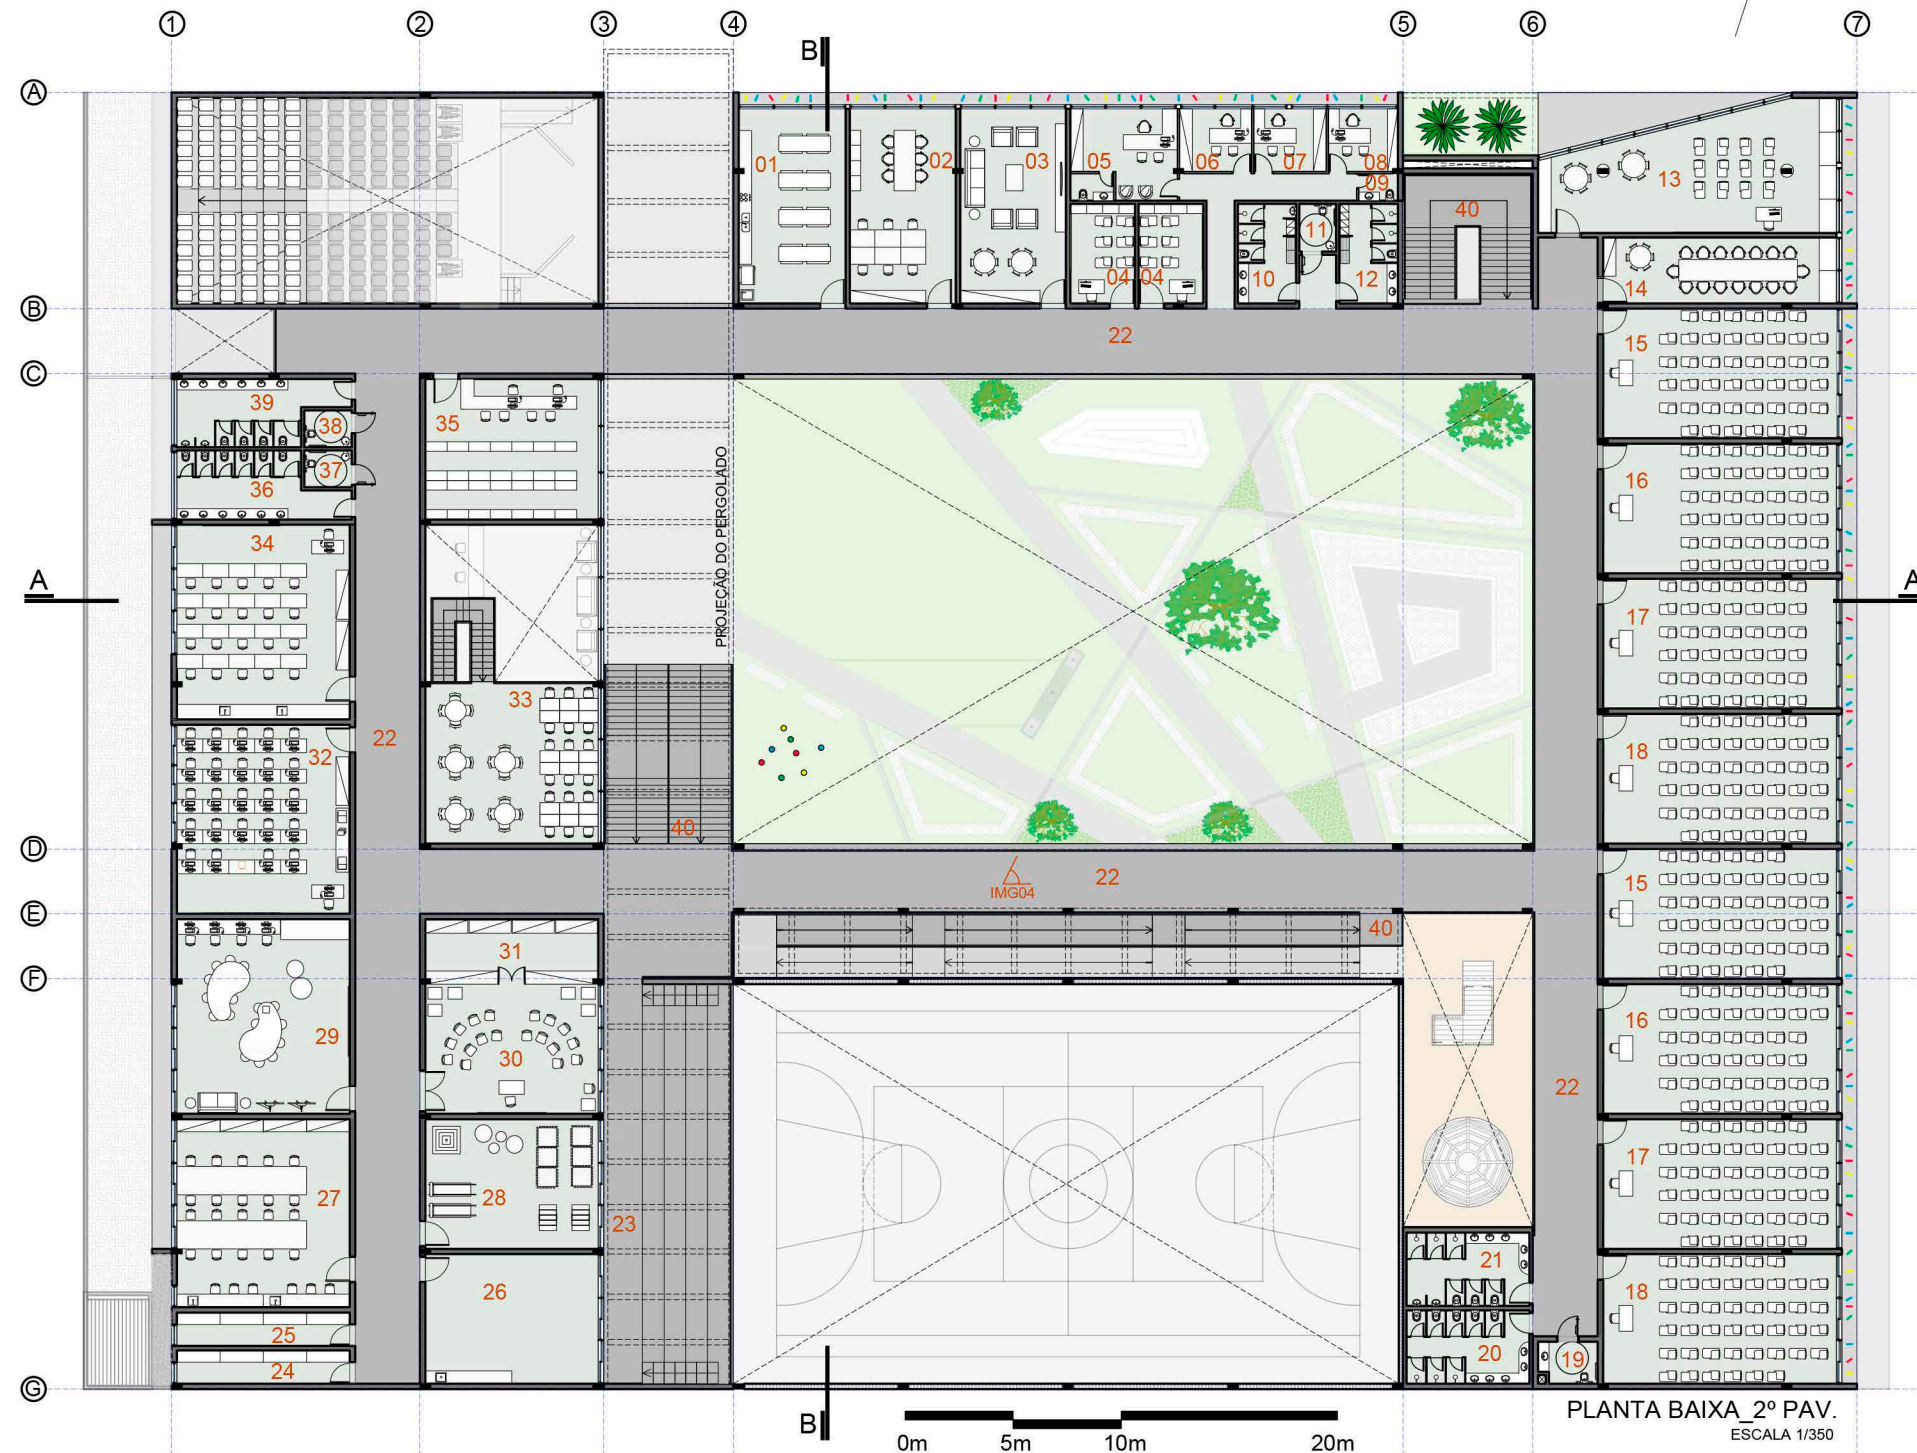 1 2 3 4 5 6 7
B
A
01 02 03 05 06 07 08
09
13
40
11
04 04 10 12
14
B
22
15
C
39
38
35
37
36
16
34
PROJEÇÃO DO PERGOLADO
A A
17
33
22
32
18
40
D
22
15
IMG04
E
40
31
F
16
29
30
22
17
27
28
23
21
26
18
25
20
19
24
G
B
0m 5m 10m 20m
PLANTA BAIXA_2º PAV.
ESCALA 1/350